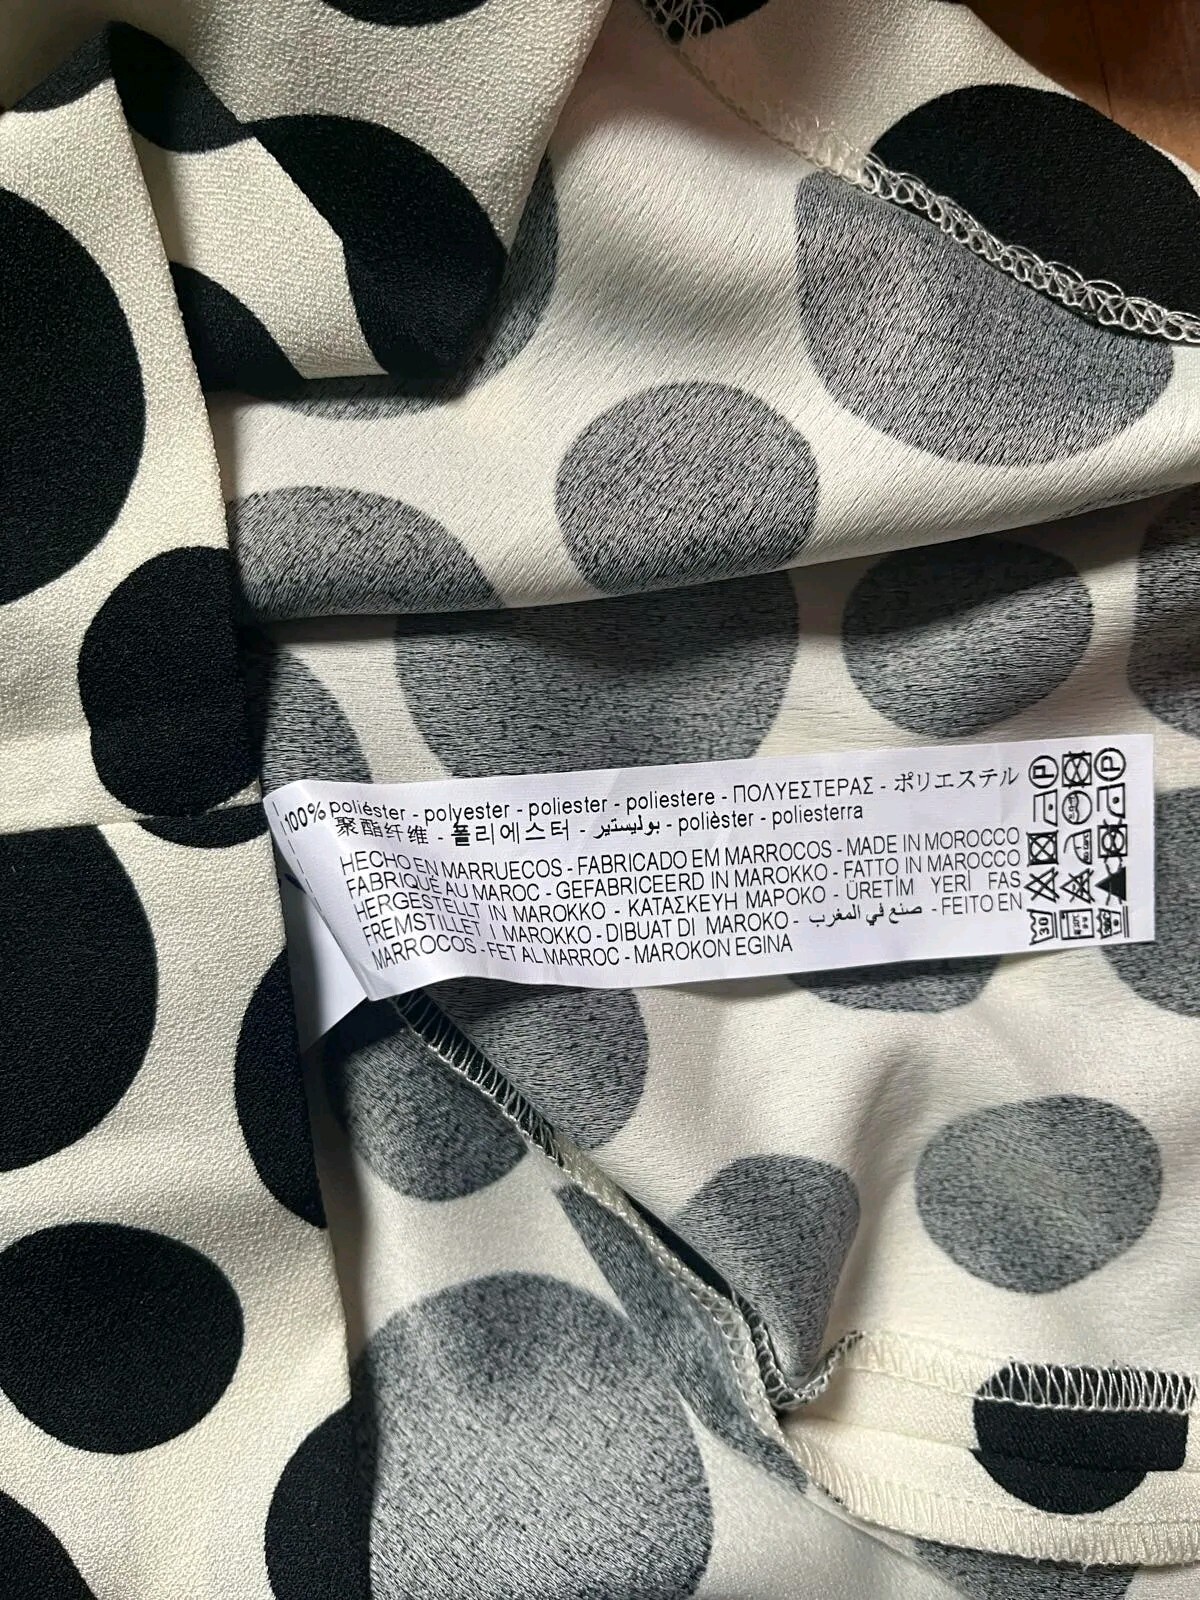 100% poliéster - polyester - poliester - poliestere - ΠΟΛΥΕΣΤΕΡΑΣ - ポリエステル
聚酯纤维 - 폴리에스터 - بوليستير - polièster - poliesterra
HECHO EN MARRUECOS - FABRICADO EM MARROCOS - MADE IN MOROCCO
FABRIQUÉ AU MAROC - GEFABRICEERD IN MAROKKO - FATTO IN MAROCCO
HERGESTELLT IN MAROKKO - ΚΑΤΑΣΚΕΥΗ ΜΑΡΟΚΟ - ÜRETİM YERİ FAS
FREMSTILLET I MAROKKO - DIBUAT DI MAROKO - صنع في المغرب - FEITO EN
MARROCOS - FET AL MARROC - MAROKON EGINA
P P
30